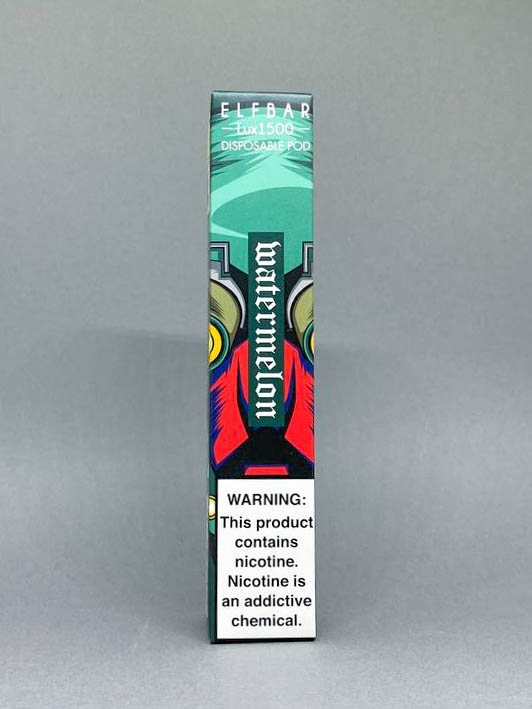 ELFBAR
Lux1500
DISPOSABLE POD
watermelon
WARNING:
This product
contains
nicotine.
Nicotine is
an addictive
chemical.